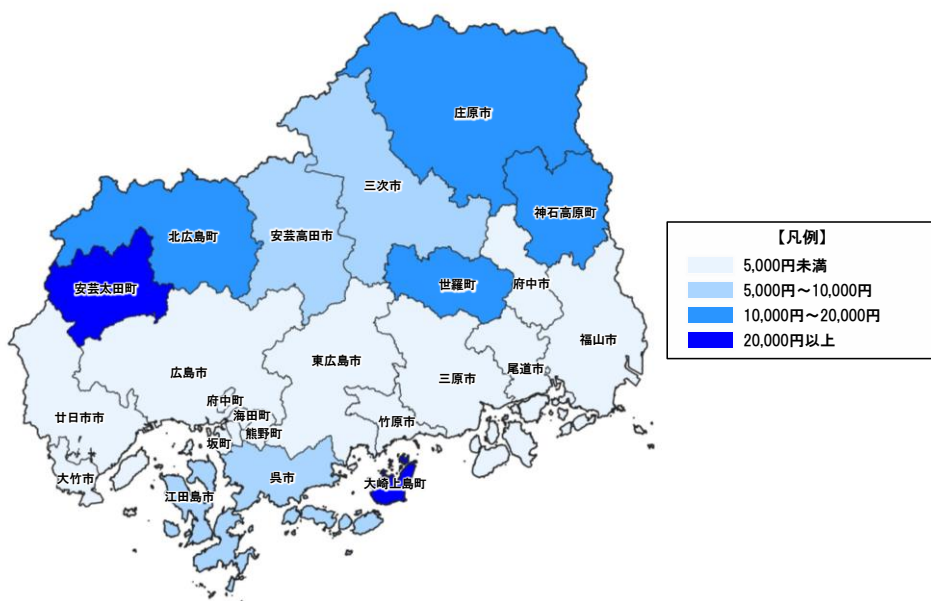 庄原市
三次市
神石高原町
北広島町
安芸高田市
安芸太田町
世羅町
府中市
福山市
東広島市
広島市
三原市
尾道市
府中町
海田町
竹原市
廿日市市
坂町
熊野町
大竹市
江田島市
呉市
大崎上島町
【凡例】
5,000円未満
5,000円～10,000円
10,000円～20,000円
20,000円以上